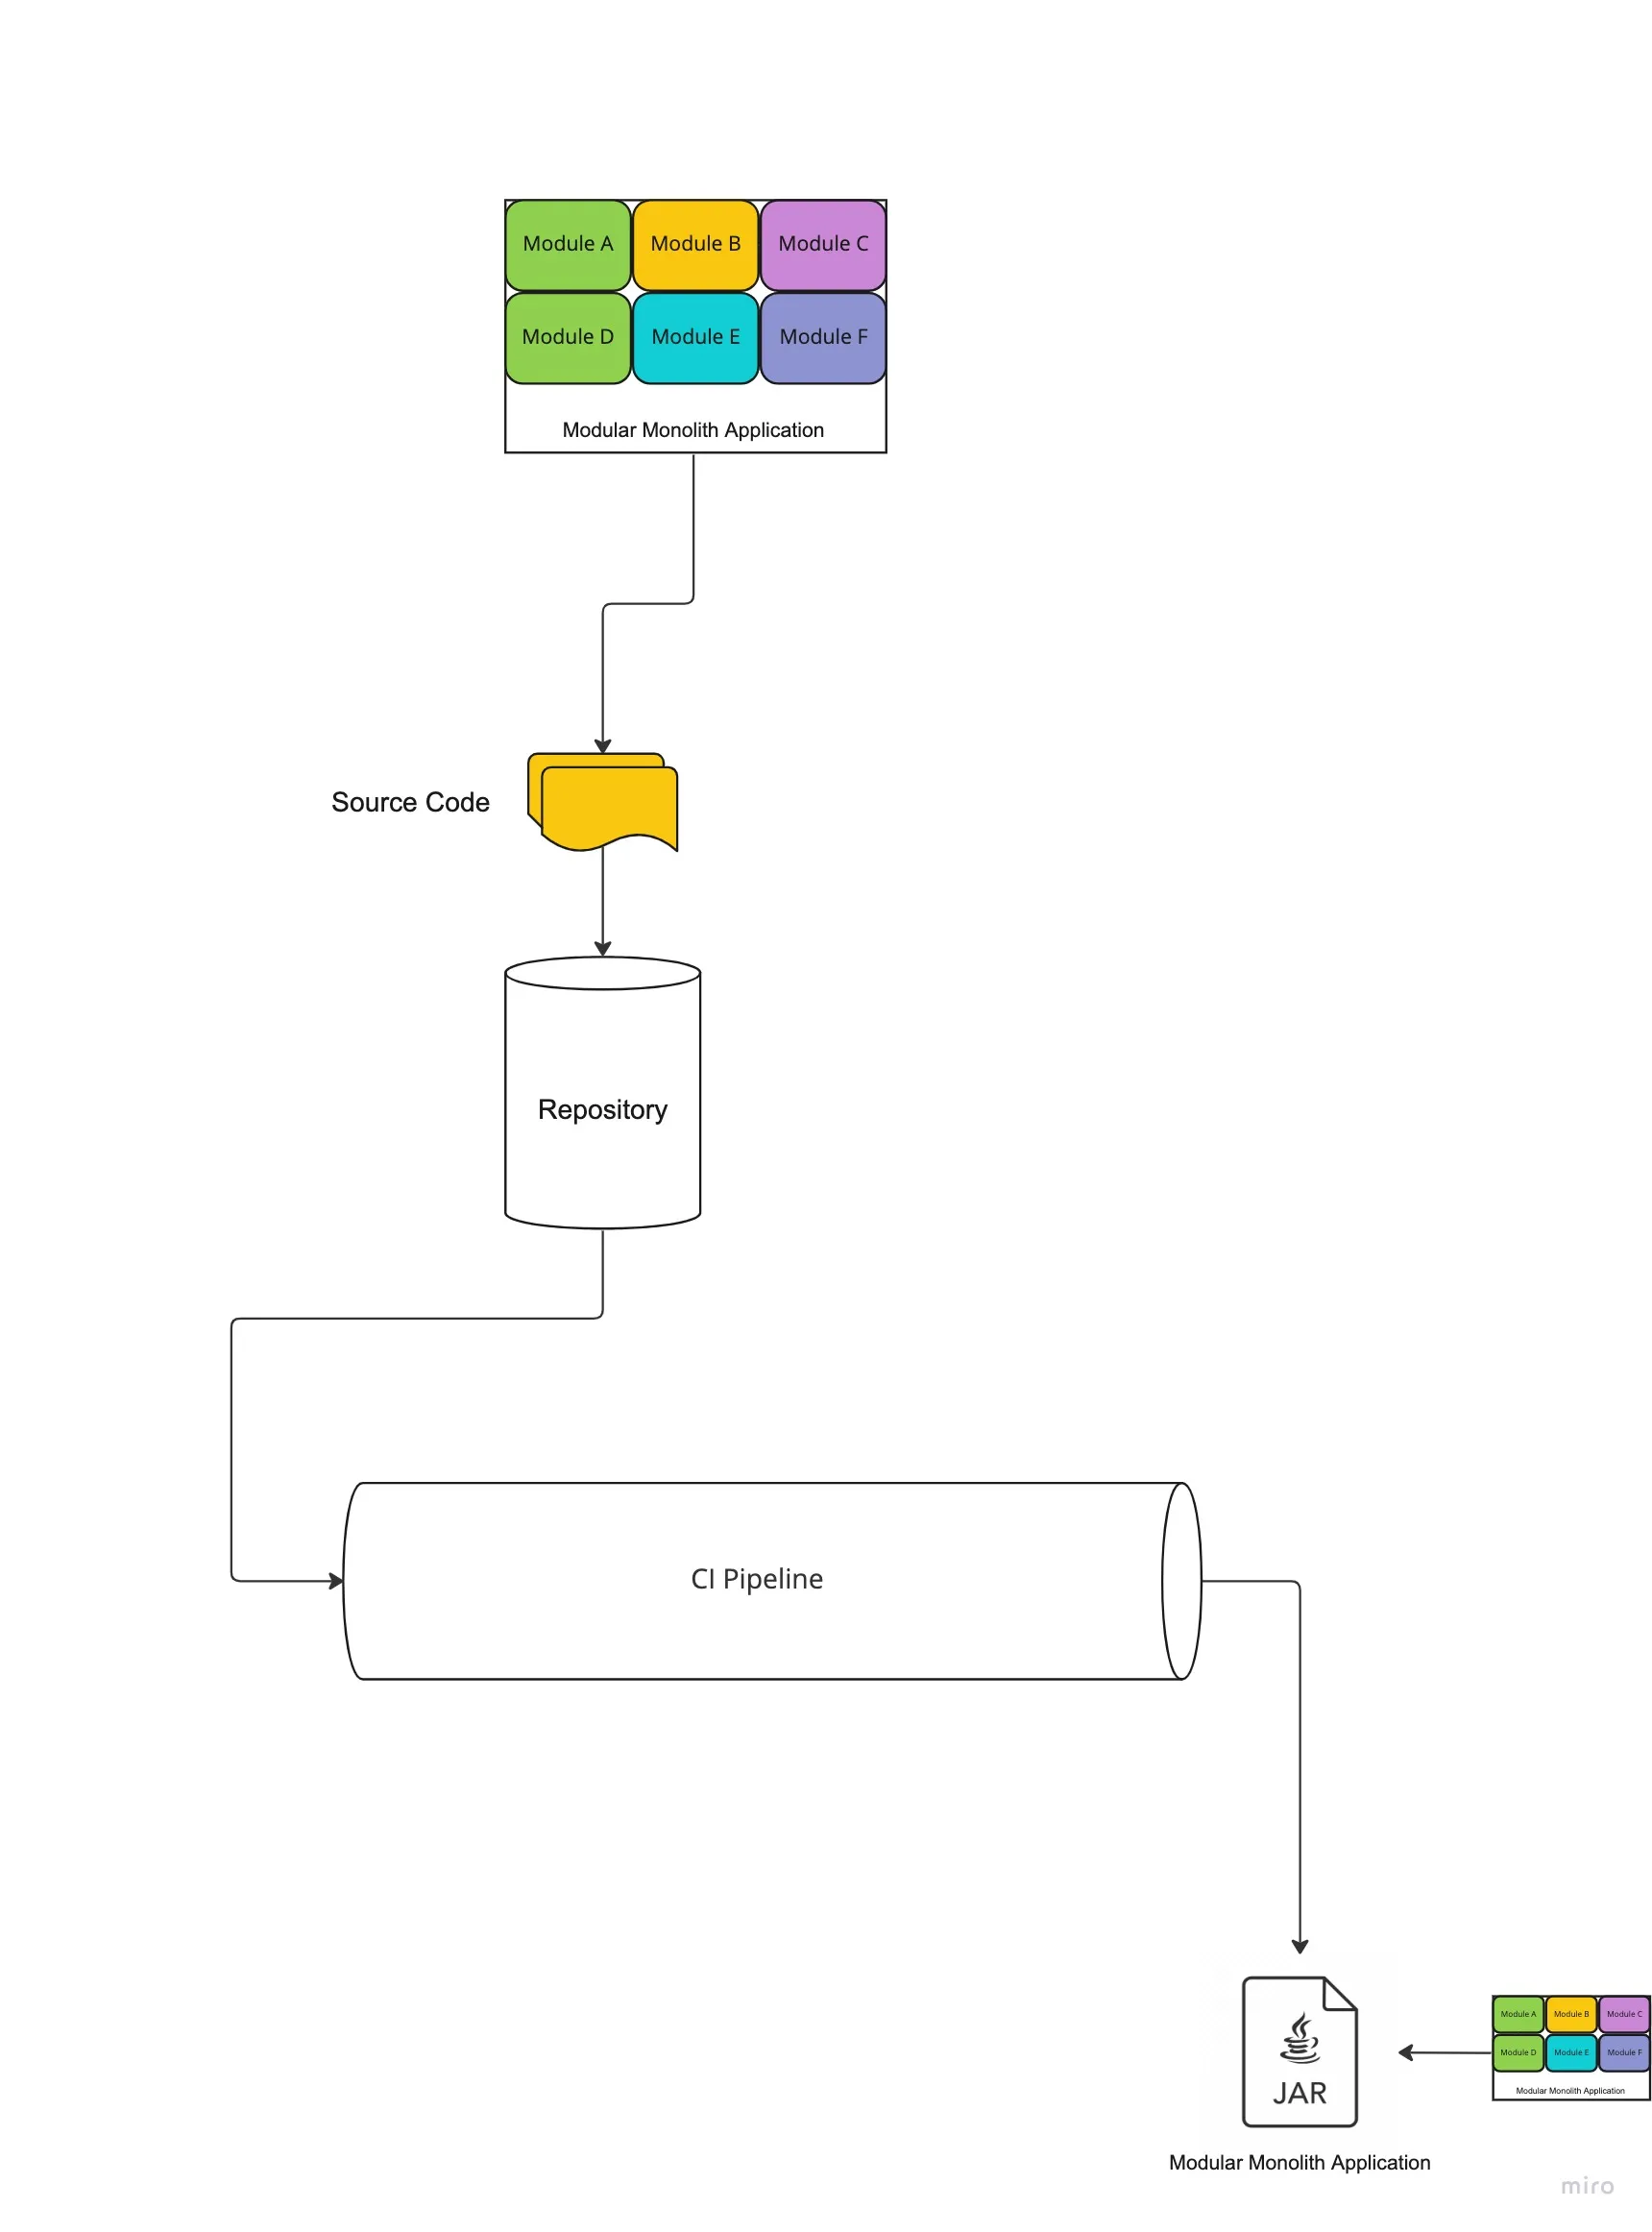 Module A
Module B
Module C
Module D
Module E
Module F
Modular Monolith Application
Source Code
Repository
CI Pipeline
JAR
Modular Monolith Application
Module A
Module B
Module C
Module D
Module E
Module F
Modular Monolith Application
miro